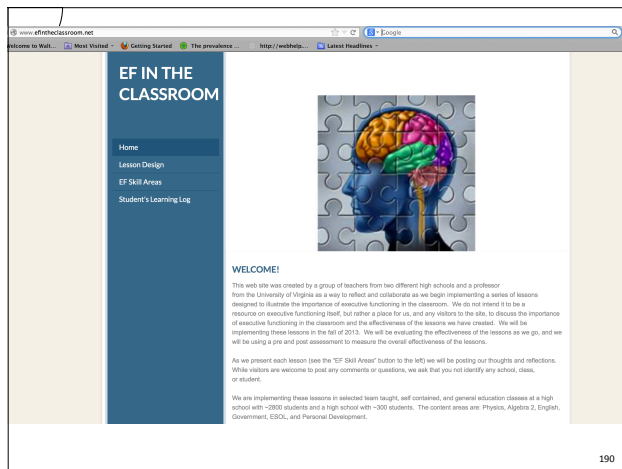 www.efintheclassroom.net
Google
Welcome to Walt...
Most Visited
Getting Started
The prevalence ...
http://webhelp....
Latest Headlines
EF IN THE
CLASSROOM
Home
Lesson Design
EF Skill Areas
Student's Learning Log
WELCOME!
This web site was created by a group of teachers from two different high schools and a professor
from the University of Virginia as a way to reflect and collaborate as we begin implementing a series of lessons
designed to illustrate the importance of executive functioning in the classroom. We do not intend it to be a
resource on executive functioning itself, but rather a place for us, and any visitors to the site, to discuss the importance
of executive functioning in the classroom and the effectiveness of the lessons we have created. We will be
implementing these lessons in the fall of 2013. We will be evaluating the effectiveness of the lessons as we go, and we
will be using a pre and post assessment to measure the overall effectiveness of the lessons.
As we present each lesson (see the "EF Skill Areas" button to the left) we will be posting our thoughts and reflections.
While visitors are welcome to post any comments or questions, we ask that you not identify any school, class,
or student.
We are implementing these lessons in selected team taught, self contained, and general education classes at a high
school with ~2800 students and a high school with ~300 students. The content areas are: Physics, Algebra 2, English,
Government, ESOL, and Personal Development.
190